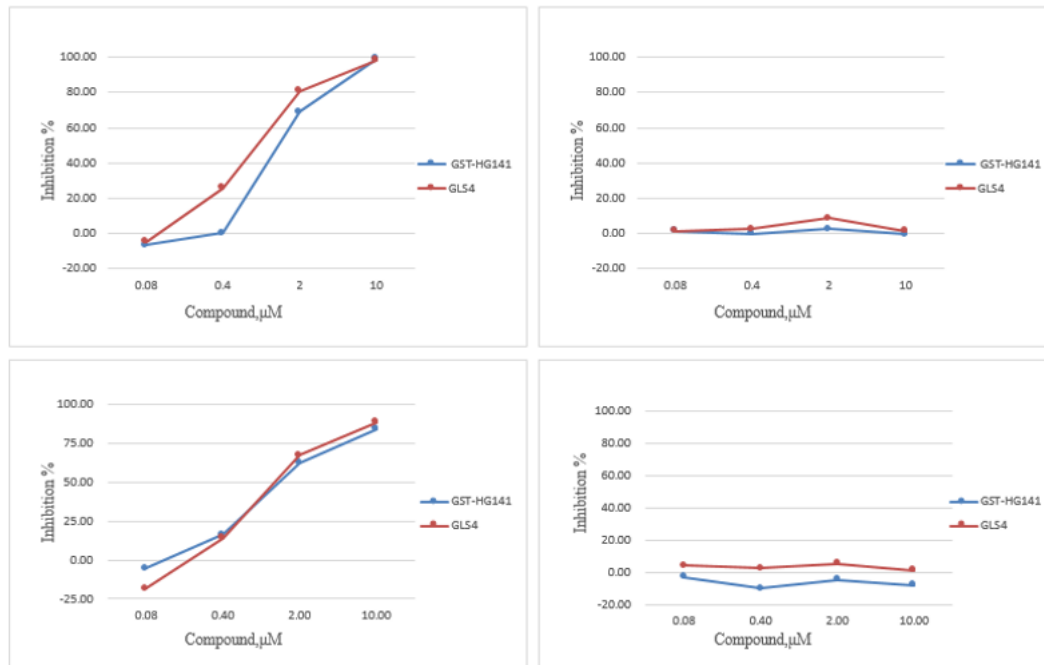 100.00
80.00
60.00
40.00
20.00
0.00
-20.00
Inhibition %
0.08 0.4 2 10
Compound,μM
GST-HG141
GLS4
100.00
80.00
60.00
40.00
20.00
0.00
-20.00
Inhibition %
0.08 0.4 2 10
Compound,μM
GST-HG141
GLS4
100.00
75.00
50.00
25.00
0.00
-25.00
Inhibition %
0.08 0.40 2.00 10.00
Compound,μM
GST-HG141
GLS4
100.00
80.00
60.00
40.00
20.00
0.00
-20.00
Inhibition %
0.08 0.40 2.00 10.00
Compound,μM
GST-HG141
GLS4